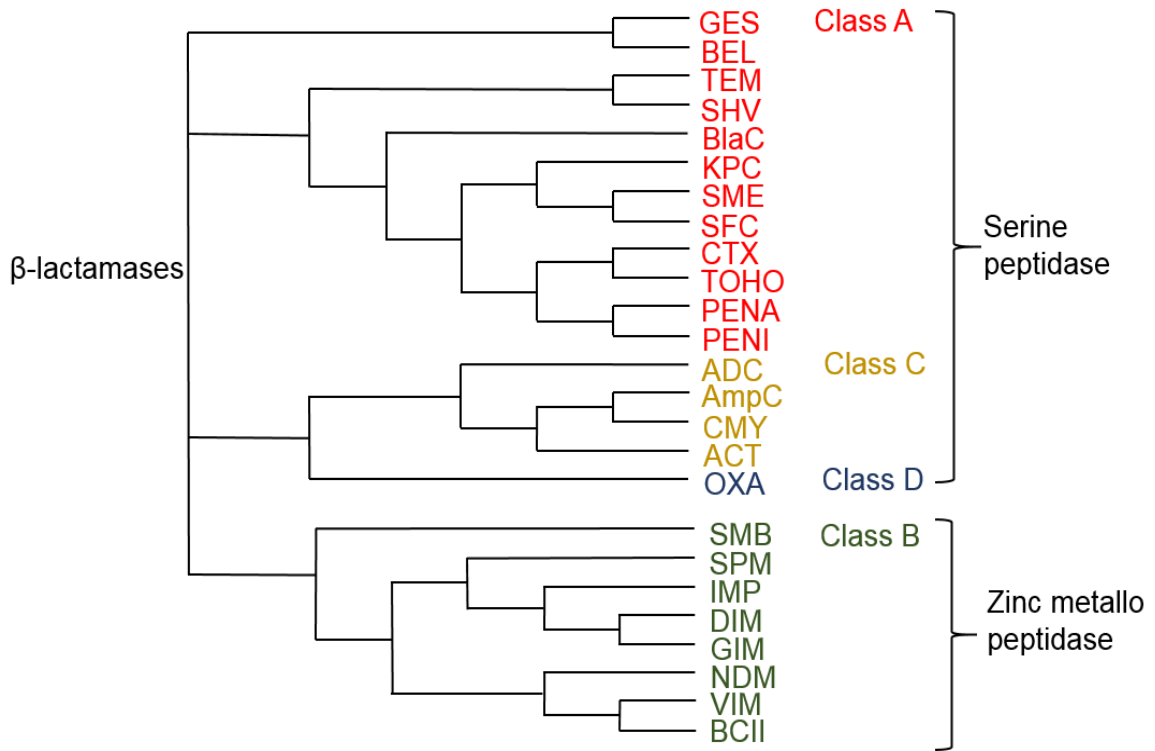 GES Class A
BEL
TEM
SHV
BlaC
KPC
SME
SFC
Serine
CTX
peptidase
β-lactamases
TOHO
PENA
PENI
ADC Class C
AmpC
CMY
ACT
OXA Class D
SMB Class B
SPM
IMP
Zinc metallo
DIM
peptidase
GIM
NDM
VIM
BCII